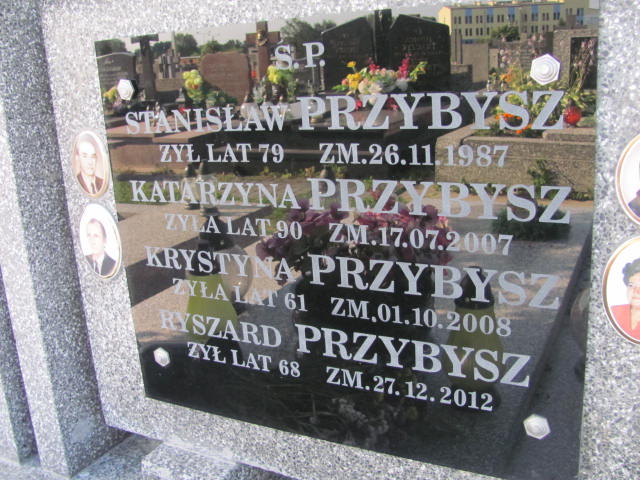 Ś.P.
STANISŁAW PRZYBYSZ
ŻYŁ LAT 79 ZM.26.11.1987
KATARZYNA PRZYBYSZ
ŻYŁA LAT 90 ZM.17.07.2007
KRYSTYNA PRZYBYSZ
ŻYŁA LAT 61 ZM.01.10.2008
RYSZARD PRZYBYSZ
ŻYŁ LAT 68 ZM.27.12.2012